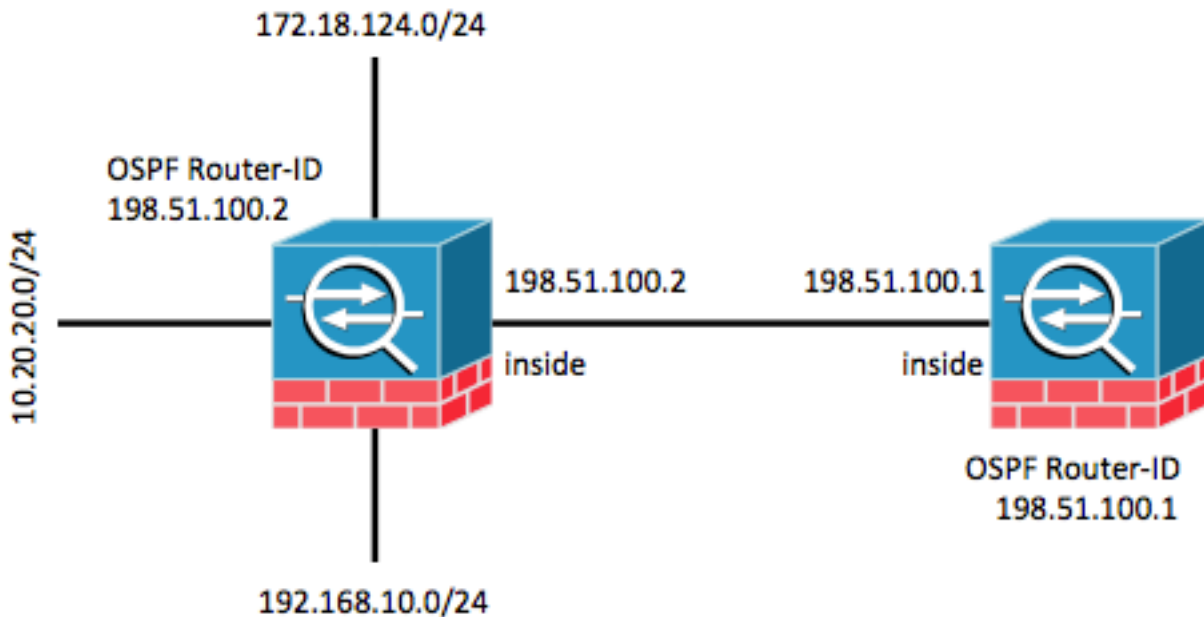 172.18.124.0/24
OSPF Router-ID
198.51.100.2
10.20.20.0/24
198.51.100.2
198.51.100.1
inside
inside
OSPF Router-ID
198.51.100.1
192.168.10.0/24